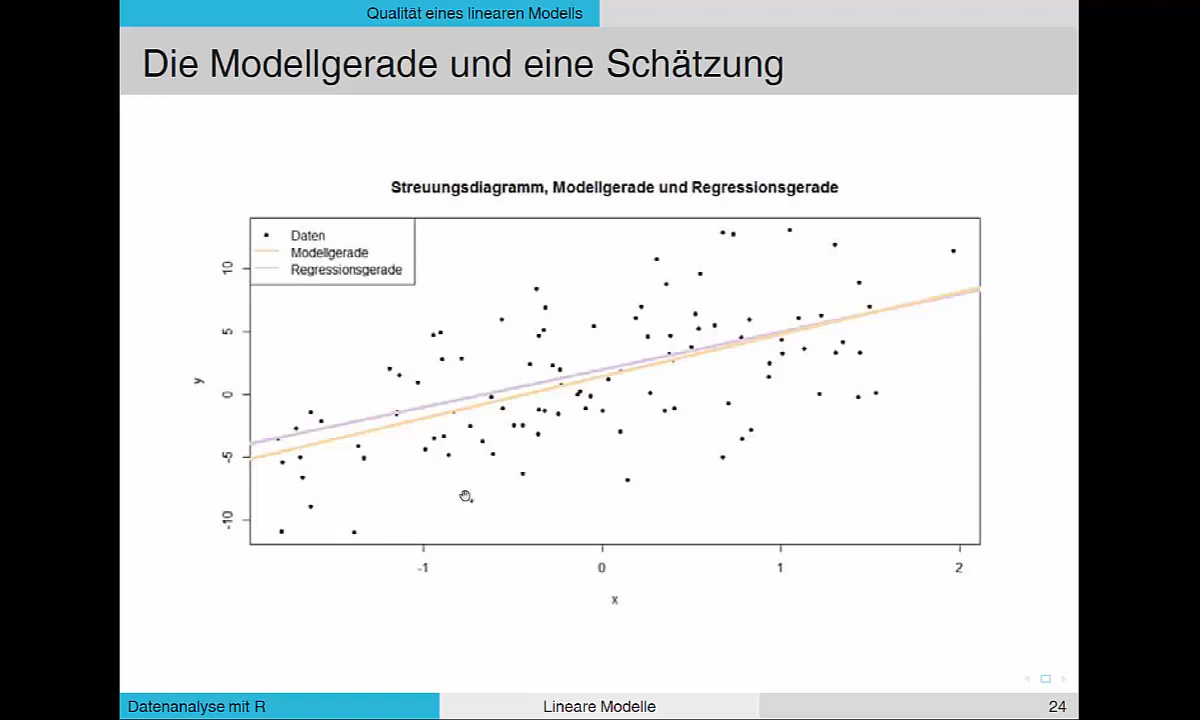 Qualität eines linearen Modells
Die Modellgerade und eine Schätzung
Streuungsdiagramm, Modellgerade und Regressionsgerade
Daten
Modellgerade
Regressionsgerade
10
5
0
-5
-10
y
-1 0 1 2
x
Datenanalyse mit R Lineare Modelle 24